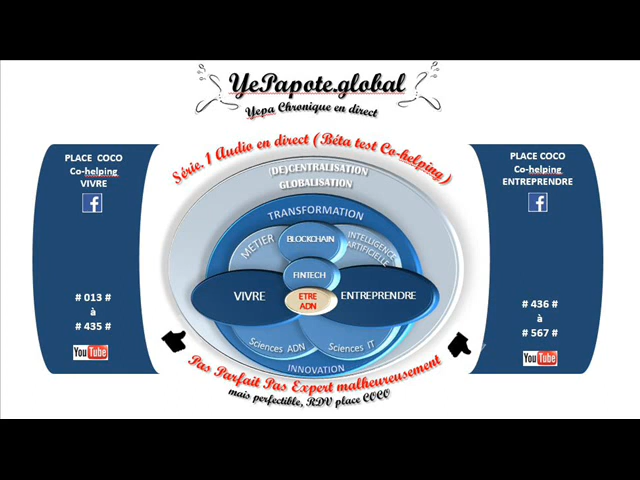 YePapote.global
Yepa Chronique en direct
Série, 1 Audio en direct (Béta test Co-helping)
PLACE COCO
Co-helping
VIVRE
# 013 #
à
# 435 #
YouTube
(DE)CENTRALISATION
GLOBALISATION
TRANSFORMATION
METIER
BLOCKCHAIN
INTELLIGENCE
ARTIFICIELLE
FINTECH
VIVRE
ETRE
ADN
ENTREPRENDRE
Sciences ADN
Sciences IT
INNOVATION
PLACE COCO
Co-helping
ENTREPRENDRE
# 436 #
à
# 567 #
YouTube
Pas Parfait Pas Expert malheureusement
mais perfectible, RDV place COCO